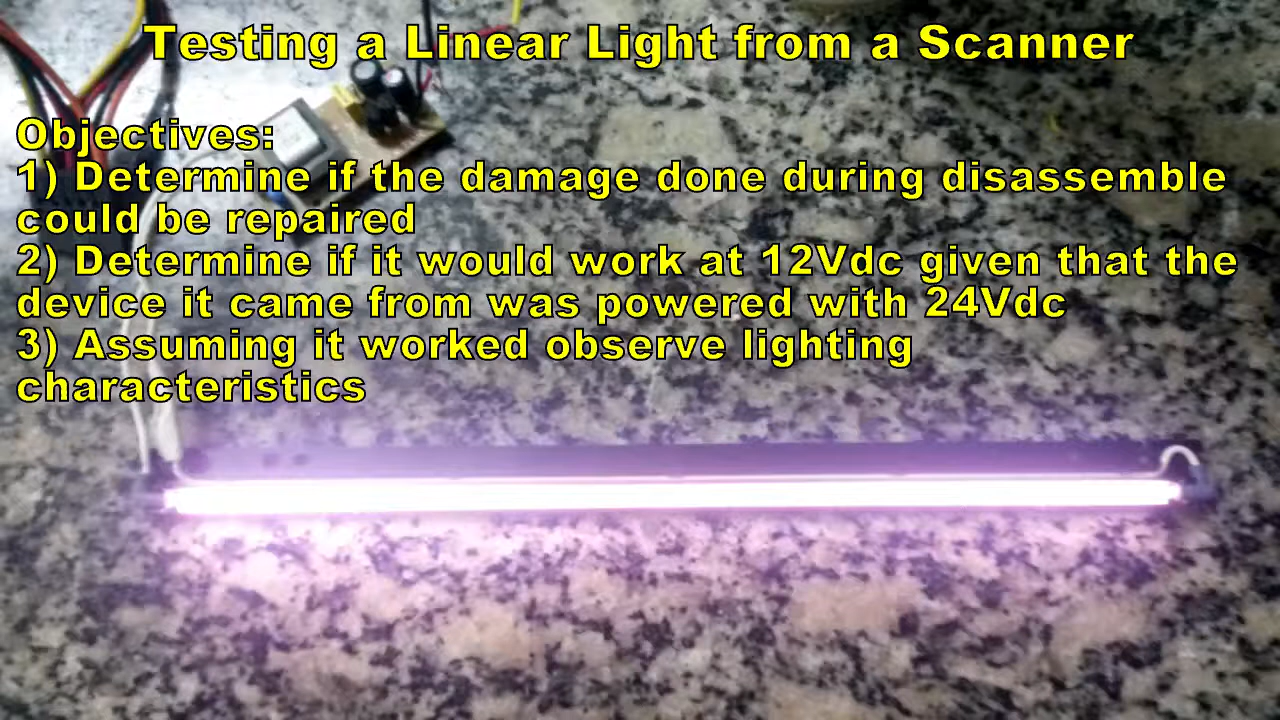 Testing a Linear Light from a Scanner
Objectives:
1) Determine if the damage done during disassemble
could be repaired
2) Determine if it would work at 12Vdc given that the
device it came from was powered with 24Vdc
3) Assuming it worked observe lighting
characteristics